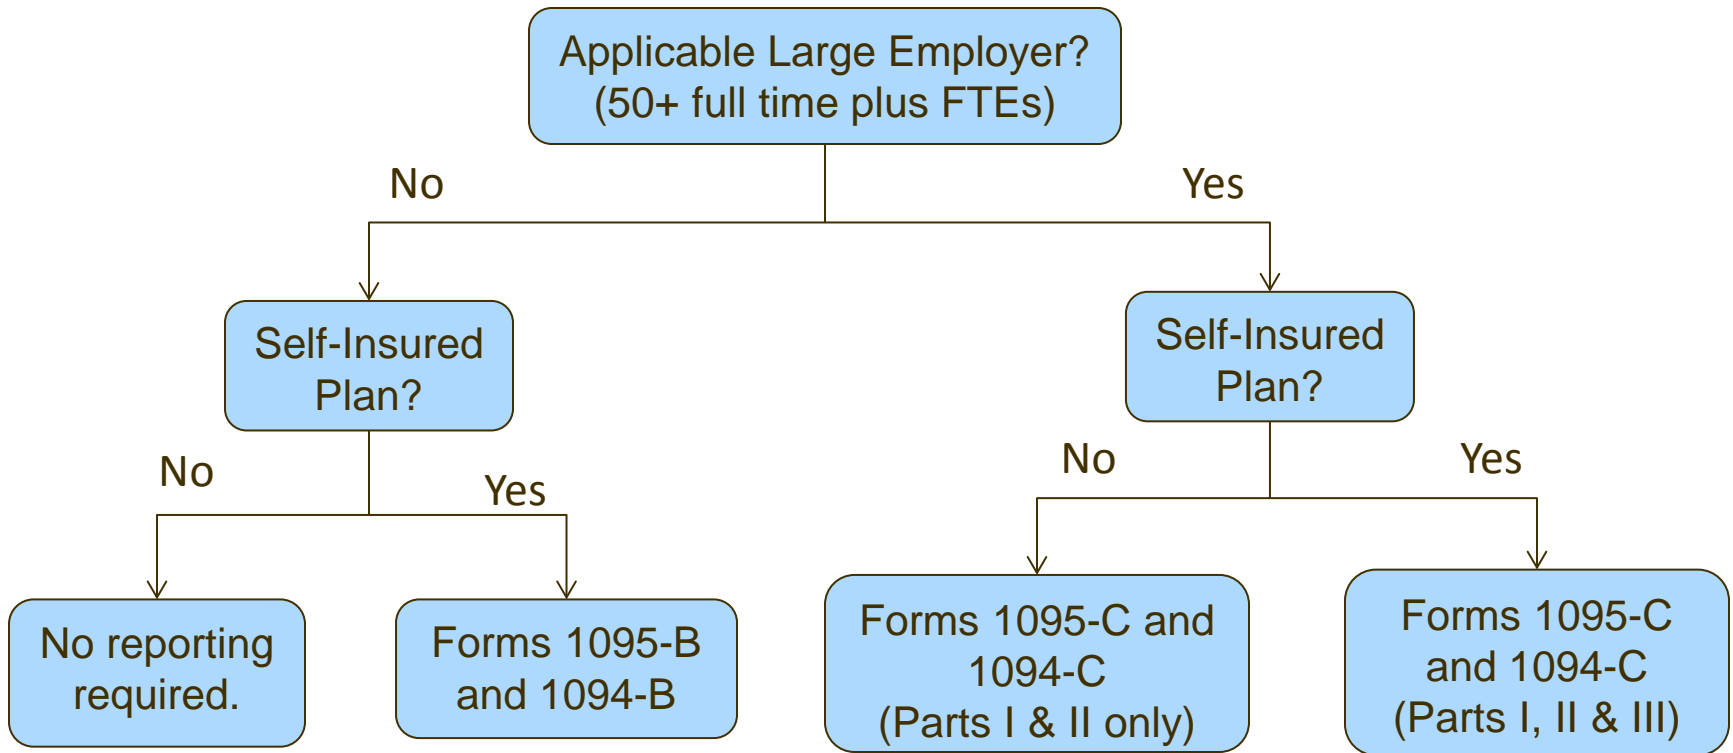 Applicable Large Employer?
(50+ full time plus FTEs)
No
Yes
Self-Insured
Plan?
Self-Insured
Plan?
No
Yes
No
Yes
No reporting
required.
Forms 1095-B
and 1094-B
Forms 1095-C and
1094-C
(Parts I & II only)
Forms 1095-C
and 1094-C
(Parts I, II & III)